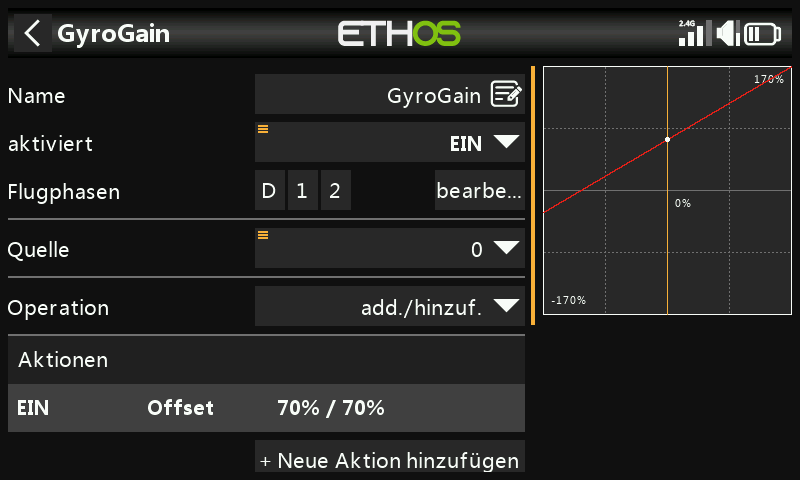 GyroGain
ETHOS
2.4G
Name
GyroGain
aktiviert
EIN
Flugphasen
D 1 2 bearbe...
Quelle
0
Operation
add./hinzuf.
Aktionen
EIN Offset 70% / 70%
+ Neue Aktion hinzufügen
170%
0%
-170%